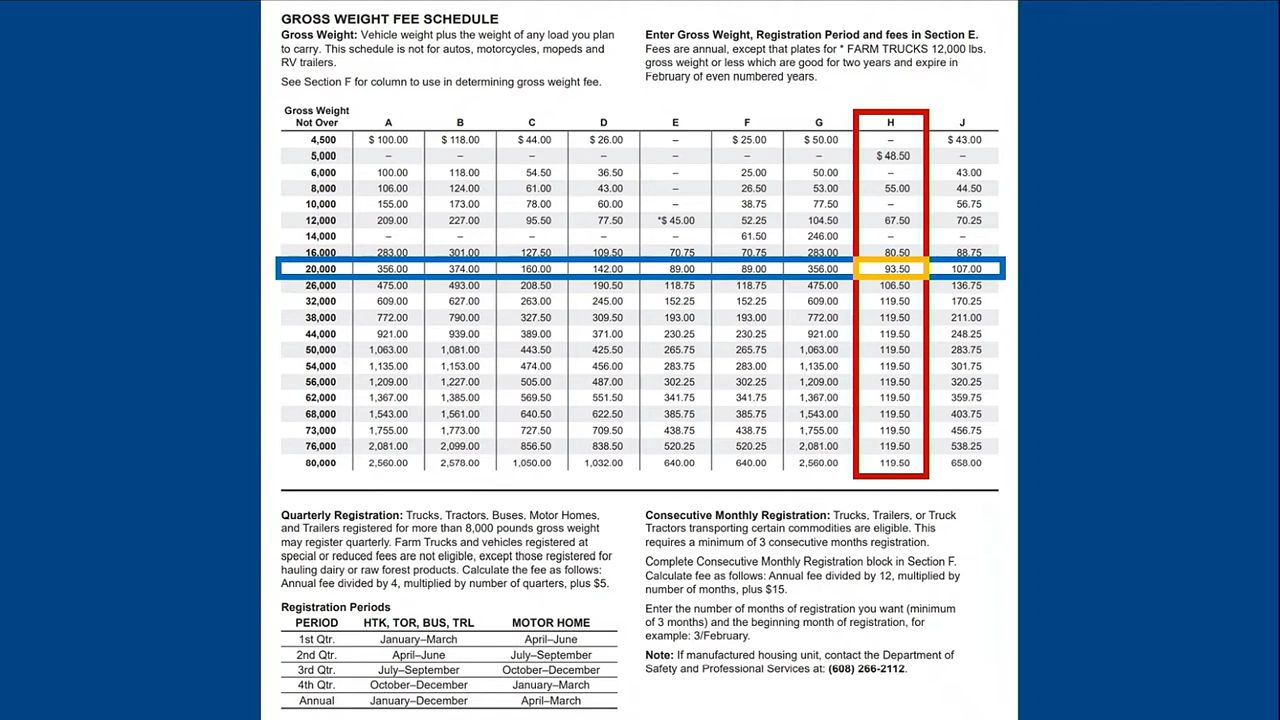 GROSS WEIGHT FEE SCHEDULE
Gross Weight: Vehicle weight plus the weight of any load you plan
to carry. This schedule is not for autos, motorcycles, mopeds and
RV trailers.
See Section F for column to use in determining gross weight fee.
Enter Gross Weight, Registration Period and fees in Section E.
Fees are annual, except that plates for * FARM TRUCKS 12,000 lbs.
gross weight or less which are good for two years and expire in
February of even numbered years.
Gross Weight
Not Over A B C D E F G H J
4,500 $ 100.00 $ 118.00 $ 44.00 $ 26.00 – $ 25.00 $ 50.00 – $ 43.00
5,000 – – – – – – – $ 48.50 –
6,000 100.00 118.00 54.50 36.50 – 25.00 50.00 – 43.00
8,000 106.00 124.00 61.00 43.00 – 26.50 53.00 55.00 44.50
10,000 155.00 173.00 78.00 60.00 – 38.75 77.50 – 56.75
12,000 209.00 227.00 95.50 77.50 *$ 45.00 52.25 104.50 67.50 70.25
14,000 – – – – – 61.50 246.00 – –
16,000 283.00 301.00 127.50 109.50 70.75 70.75 283.00 80.50 88.75
20,000 356.00 374.00 160.00 142.00 89.00 89.00 356.00 93.50 107.00
26,000 475.00 493.00 208.50 190.50 118.75 118.75 475.00 106.50 136.75
32,000 609.00 627.00 263.00 245.00 152.25 152.25 609.00 119.50 170.25
38,000 772.00 790.00 327.50 309.50 193.00 193.00 772.00 119.50 211.00
44,000 921.00 939.00 389.00 371.00 230.25 230.25 921.00 119.50 248.25
50,000 1,063.00 1,081.00 443.50 425.50 265.75 265.75 1,063.00 119.50 283.75
54,000 1,135.00 1,153.00 474.00 456.00 283.75 283.00 1,135.00 119.50 301.75
56,000 1,209.00 1,227.00 505.00 487.00 302.25 302.25 1,209.00 119.50 320.25
62,000 1,367.00 1,385.00 569.50 551.50 341.75 341.75 1,367.00 119.50 359.75
68,000 1,543.00 1,561.00 640.50 622.50 385.75 385.75 1,543.00 119.50 403.75
73,000 1,755.00 1,773.00 727.50 709.50 438.75 438.75 1,755.00 119.50 456.75
76,000 2,081.00 2,099.00 856.50 838.50 520.25 520.25 2,081.00 119.50 538.25
80,000 2,560.00 2,578.00 1,050.00 1,032.00 640.00 640.00 2,560.00 119.50 658.00
Quarterly Registration: Trucks, Tractors, Buses, Motor Homes,
and Trailers registered for more than 8,000 pounds gross weight
may register quarterly. Farm Trucks and vehicles registered at
special or reduced fees are not eligible, except those registered for
hauling dairy or raw forest products. Calculate the fee as follows:
Annual fee divided by 4, multiplied by number of quarters, plus $5.
Registration Periods
PERIOD HTK, TOR, BUS, TRL MOTOR HOME
1st Qtr. January–March April–June
2nd Qtr. April–June July–September
3rd Qtr. July–September October–December
4th Qtr. October–December January–March
Annual January–December April–March
Consecutive Monthly Registration: Trucks, Trailers, or Truck
Tractors transporting certain commodities are eligible. This
requires a minimum of 3 consecutive months registration.
Complete Consecutive Monthly Registration block in Section F.
Calculate fee as follows: Annual fee divided by 12, multiplied by
number of months, plus $15.
Enter the number of months of registration you want (minimum
of 3 months) and the beginning month of registration, for
example: 3/February.
Note: If manufactured housing unit, contact the Department of
Safety and Professional Services at: (608) 266-2112.